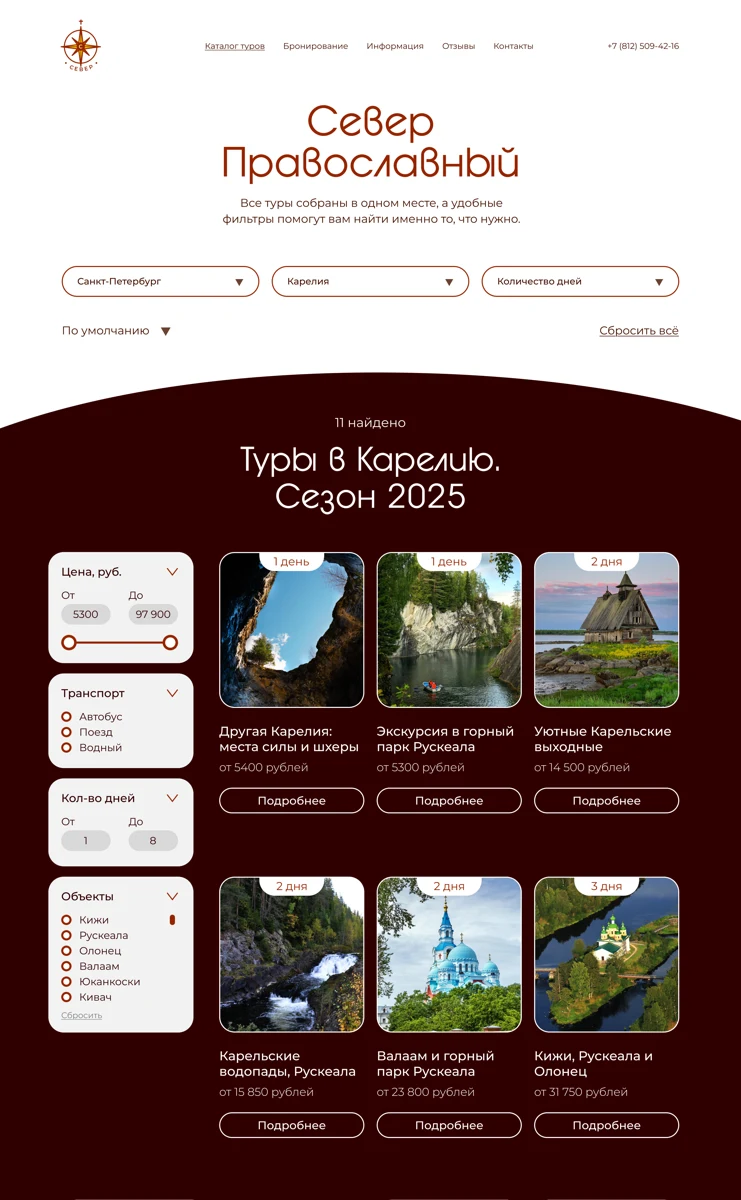 СЕВЕР
Каталог туров
Бронирование
Информация
Отзывы
Контакты
+7 (812) 509-42-16
Север
Православный
Все туры собраны в одном месте, а удобные
фильтры помогут вам найти именно то, что нужно.
Санкт-Петербург
Карелия
Количество дней
По умолчанию
Сбросить всё
11 найдено
Туры в Карелию.
Сезон 2025
Цена, руб.
От
До
5300
97 900
Транспорт
Автобус
Поезд
Водный
Кол-во дней
От
До
1
8
Объекты
Кижи
Рускеала
Олонец
Валаам
Юканкоски
Кивач
Сбросить
1 день
Другая Карелия:
места силы и шхеры
от 5400 рублей
Подробнее
1 день
Экскурсия в горный
парк Рускеала
от 5300 рублей
Подробнее
2 дня
Уютные Карельские
выходные
от 14 500 рублей
Подробнее
2 дня
Карельские
водопады, Рускеала
от 15 850 рублей
Подробнее
2 дня
Валаам и горный
парк Рускеала
от 23 800 рублей
Подробнее
3 дня
Кижи, Рускеала и
Олонец
от 31 750 рублей
Подробнее